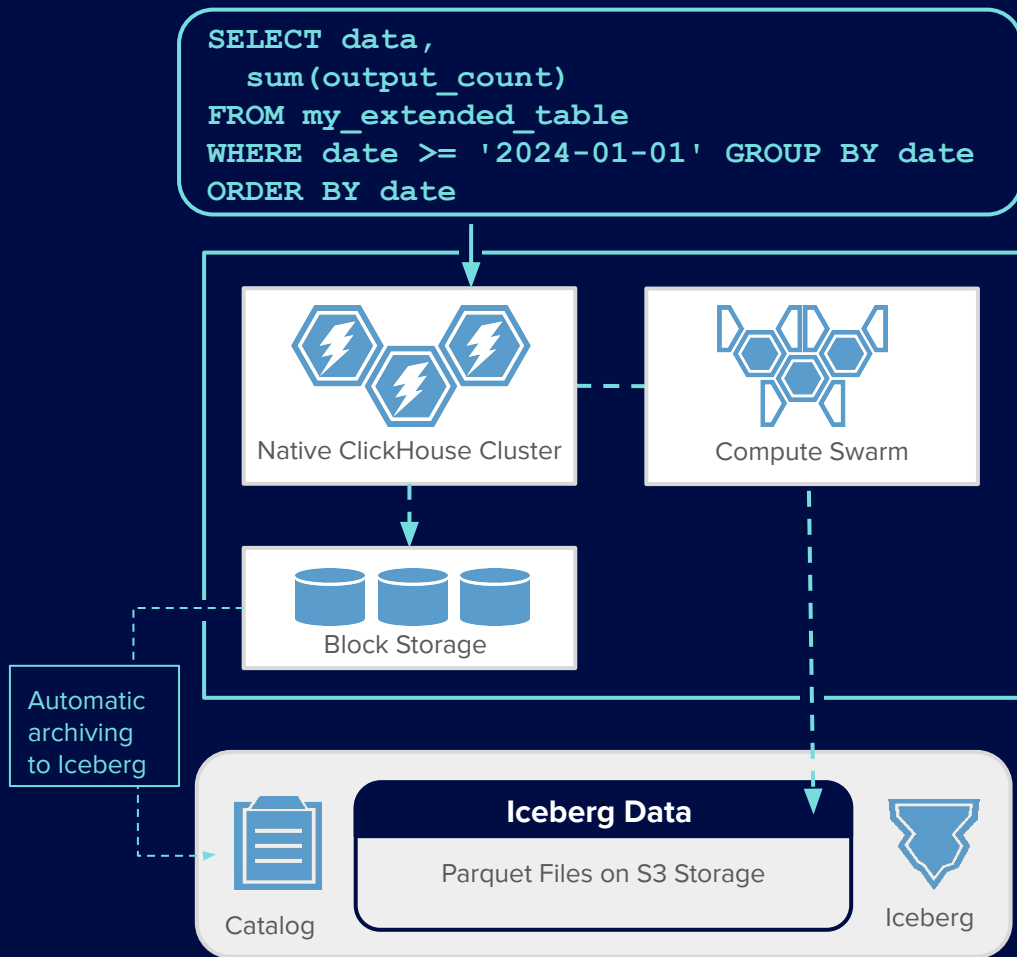 SELECT data,
sum(output_count)
FROM my_extended_table
WHERE date >= '2024-01-01' GROUP BY date
ORDER BY date
Native ClickHouse Cluster
Compute Swarm
Block Storage
Automatic
archiving
to Iceberg
Iceberg Data
Parquet Files on S3 Storage
Catalog
Iceberg